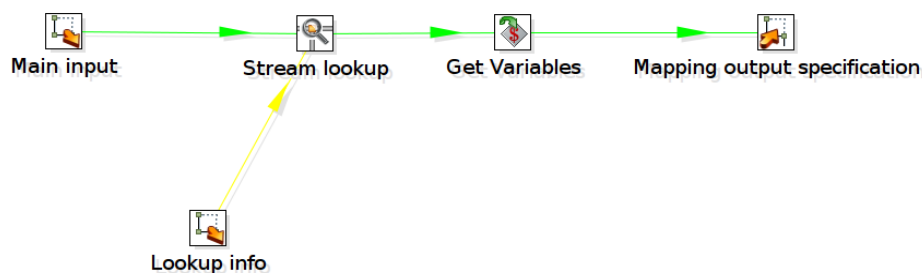 Main input
Stream lookup
Get Variables
Mapping output specification
Lookup info